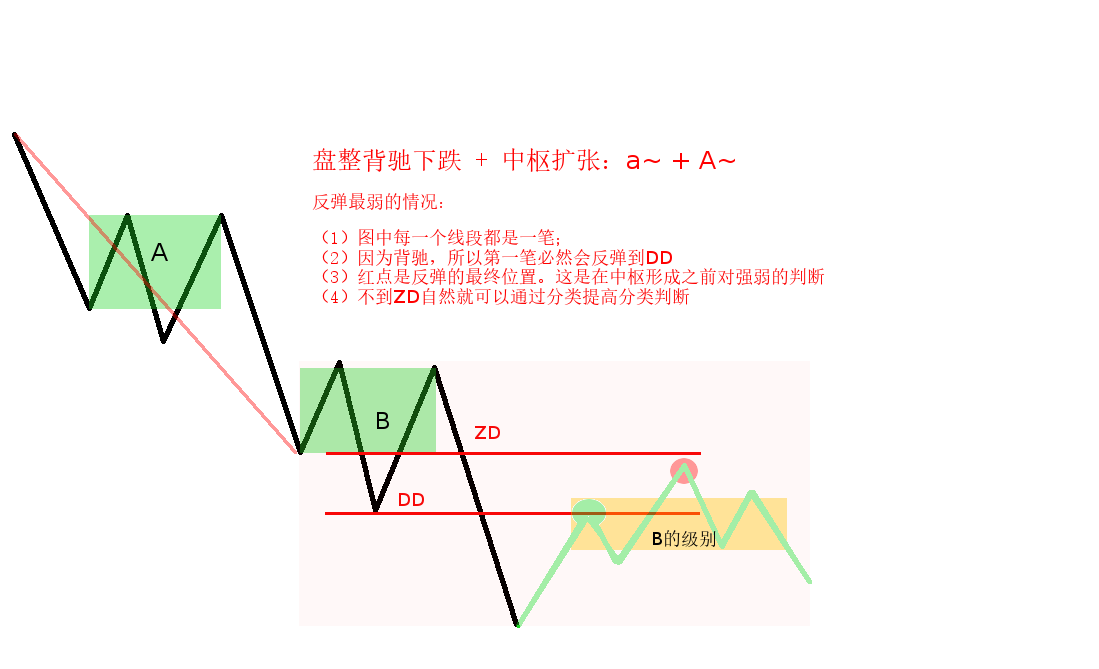 盘整背驰下跌 + 中枢扩张：a~ + A~
反弹最弱的情况：
（1）图中每一个线段都是一笔；
（2）因为背驰，所以第一笔必然会反弹到DD
（3）红点是反弹的最终位置。这是在中枢形成之前对强弱的判断
（4）不到ZD自然就可以通过分类提高分类判断
A
B
ZD
DD
B的级别